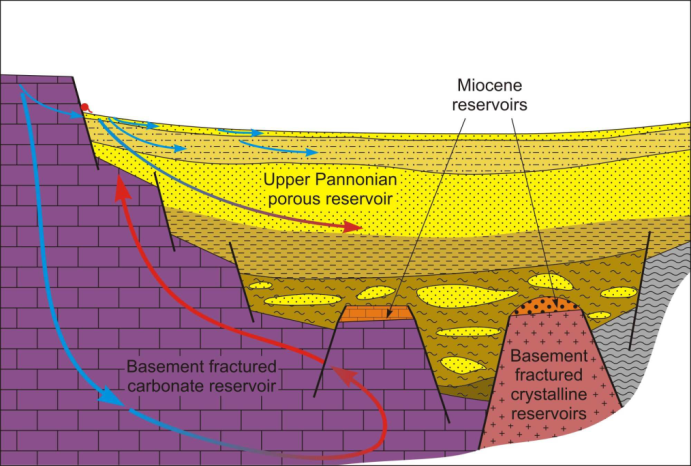 Miocene
reservoirs
Upper Pannonian
porous reservoir
Basement fractured
carbonate reservoir
Basement
fractured
crystalline
reservoirs